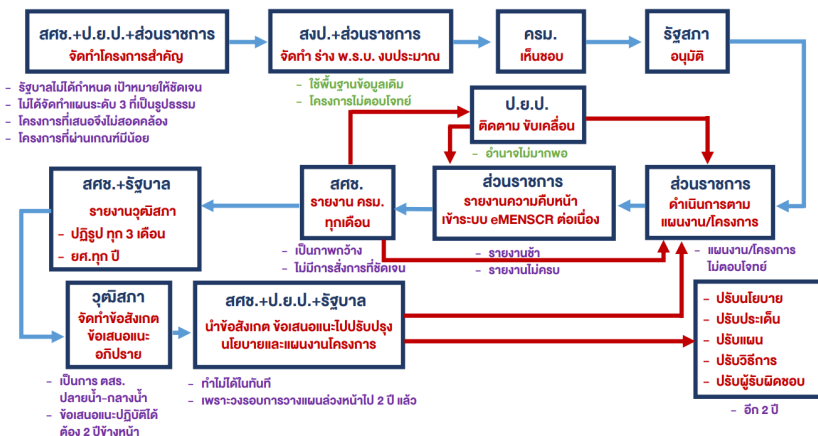 สศช.+ป.ย.ป.+ส่วนราชการ
จัดทำโครงการสำคัญ
สงป.+ส่วนราชการ
จัดทำ ร่าง พ.ร.บ. งบประมาณ
ครม.
เห็นชอบ
รัฐสภา
อนุมัติ
- รัฐบาลไม่ได้กำหนด เป้าหมายให้ชัดเจน
- ไม่ได้จัดทำแผนระดับ 3 ที่เป็นรูปธรรม
- โครงการที่เสนอจึงไม่สอดคล้อง
- โครงการที่ผ่านเกณฑ์มีน้อย
- ใช้พื้นฐานข้อมูลเดิม
- โครงการไม่ตอบโจทย์
ป.ย.ป.
ติดตาม ขับเคลื่อน
- อำนาจไม่มากพอ
สศช.+รัฐบาล
รายงานวุฒิสภา
- ปฏิรูป ทุก 3 เดือน
- ยศ.ทุก ปี
สศช.
รายงาน ครม.
ทุกเดือน
- เป็นภาพกว้าง
- ไม่มีการสั่งการที่ชัดเจน
ส่วนราชการ
รายงานความคืบหน้า
เข้าระบบ eMENSCR ต่อเนื่อง
- รายงานช้า
- รายงานไม่ครบ
ส่วนราชการ
ดำเนินการตาม
แผนงาน/โครงการ
- แผนงาน/โครงการ
ไม่ตอบโจทย์
วุฒิสภา
จัดทำข้อสังเกต
ข้อเสนอแนะ
อภิปราย
- เป็นการ ตสร.
ปลายน้ำ-กลางน้ำ
- ข้อเสนอแนะปฏิบัติได้
ต้อง 2 ปีข้างหน้า
สศช.+ป.ย.ป.+รัฐบาล
นำข้อสังเกต ข้อเสนอแนะไปปรับปรุง
นโยบายและแผนงานโครงการ
- ทำไม่ได้ในทันที
- เพราะวงรอบการวางแผนล่วงหน้าไป 2 ปี แล้ว
- ปรับนโยบาย
- ปรับประเด็น
- ปรับแผน
- ปรับวิธีการ
- ปรับผู้รับผิดชอบ
- อีก 2 ปี